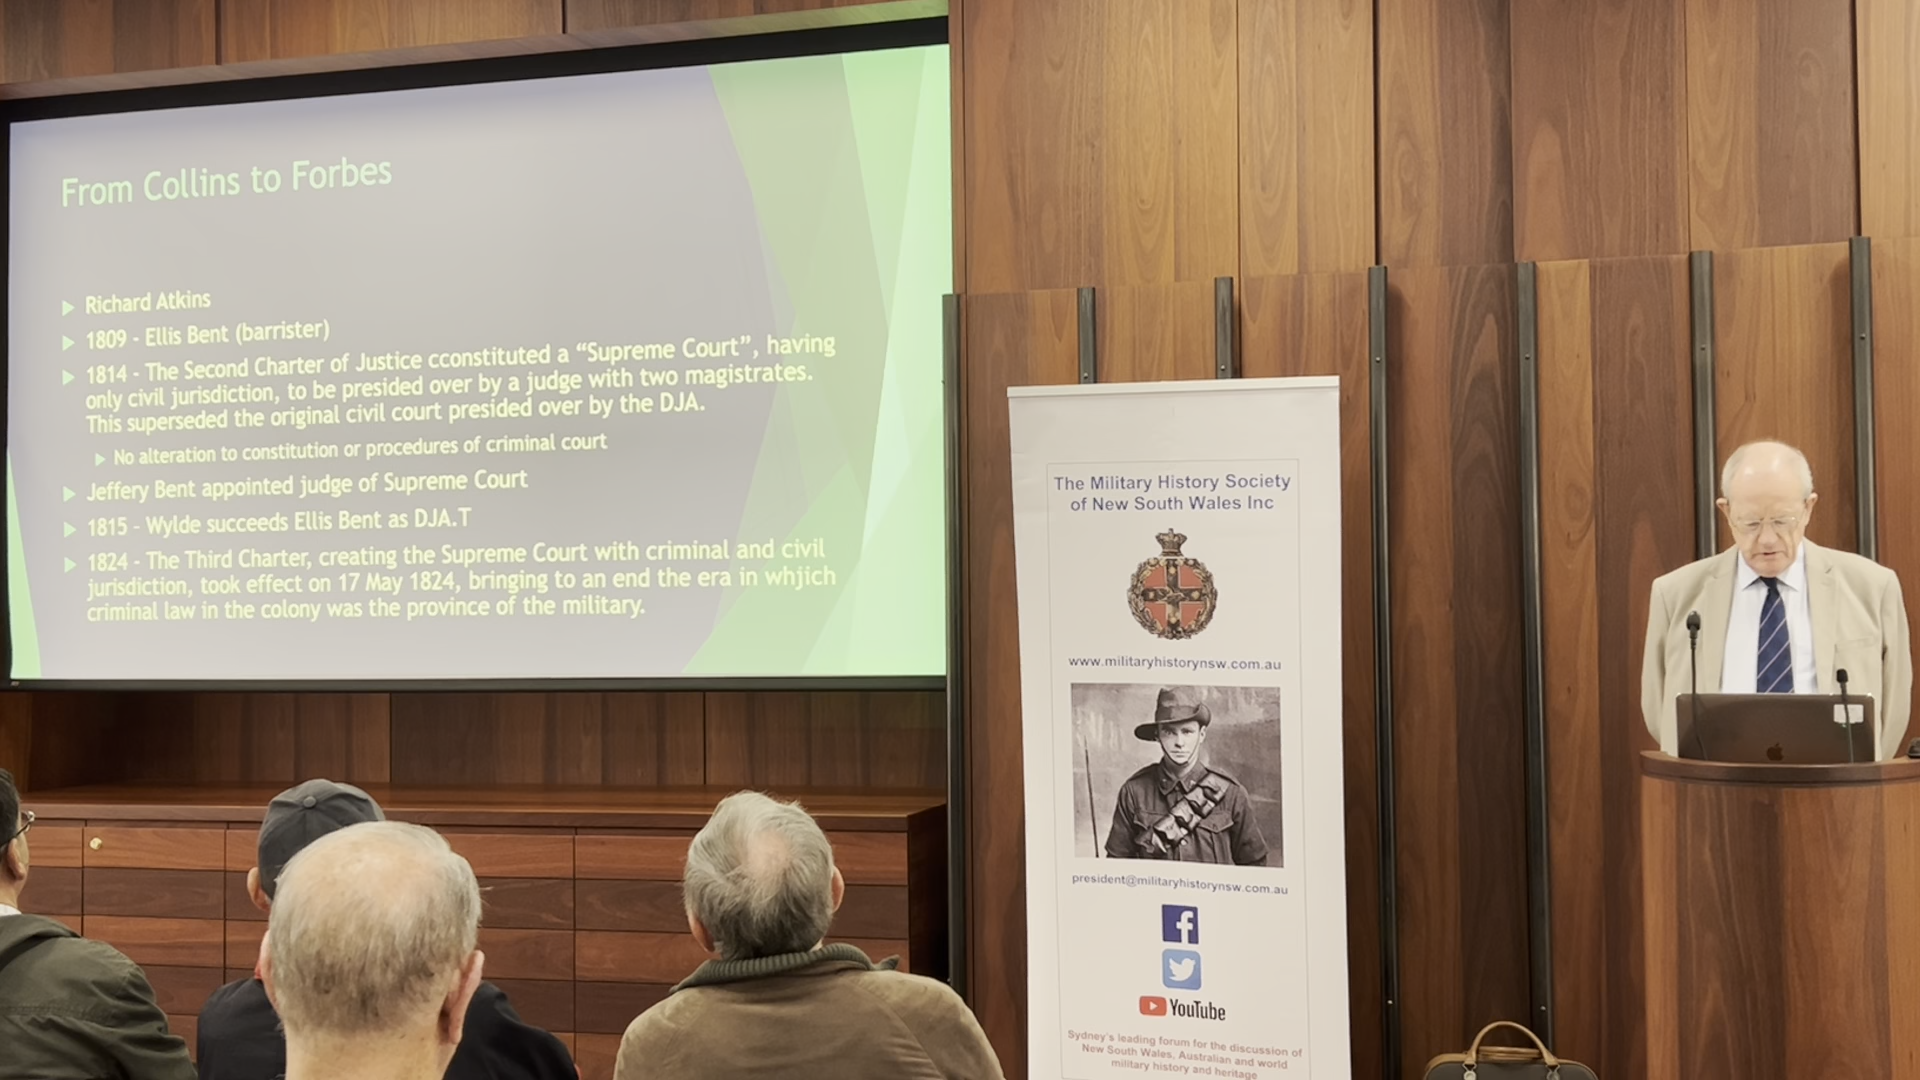 From Collins to Forbes
Richard Atkins
1809 - Ellis Bent (barrister)
1814 - The Second Charter of Justice cconstituted a “Supreme Court”, having
only civil jurisdiction, to be presided over by a judge with two magistrates.
This superseded the original civil court presided over by the DJA.
No alteration to constitution or procedures of criminal court
Jeffery Bent appointed judge of Supreme Court
1815 - Wylde succeeds Ellis Bent as DJA.T
1824 - The Third Charter, creating the Supreme Court with criminal and civil
jurisdiction, took effect on 17 May 1824, bringing to an end the era in whjich
criminal law in the colony was the province of the military.
The Military History Society
of New South Wales Inc
www.militaryhistorynsw.com.au
president@militaryhistorynsw.com.au
YouTube
Sydney's leading forum for the discussion of
New South Wales, Australian and world
military history and heritage